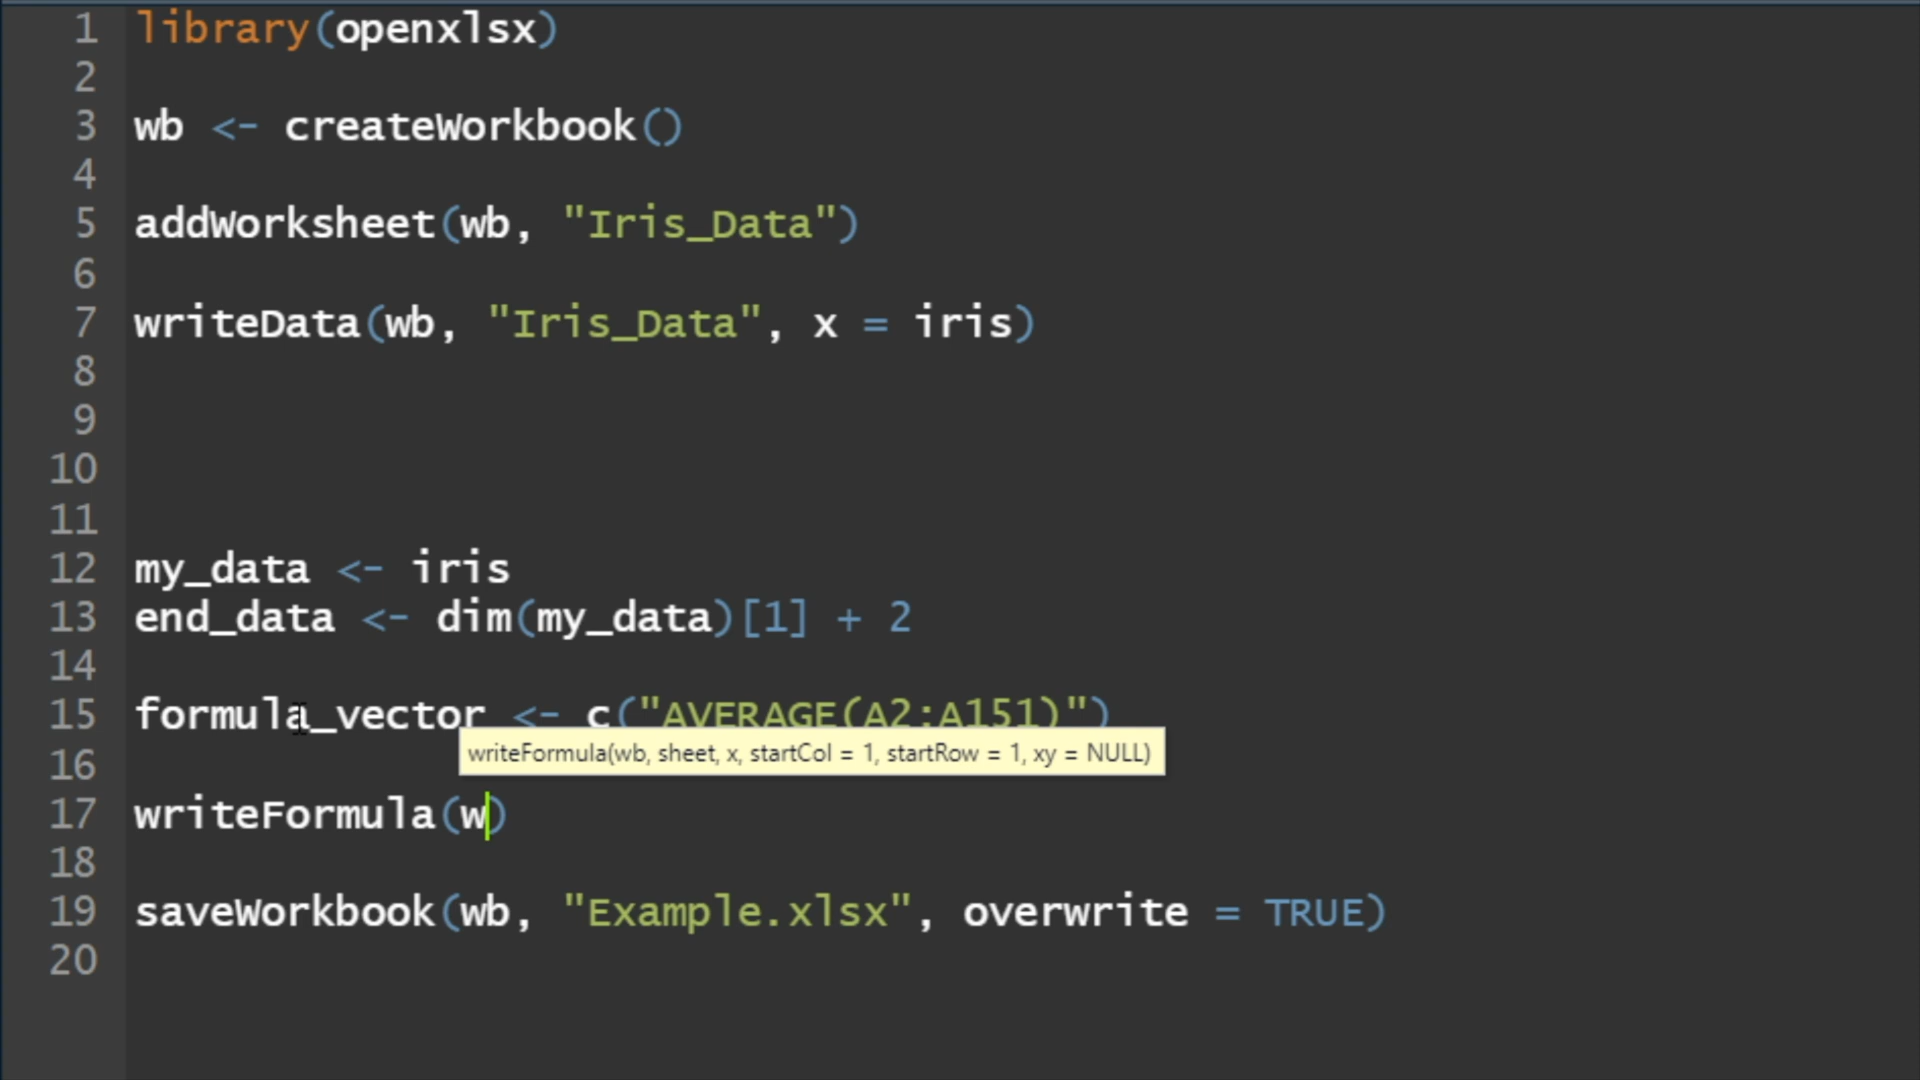 1 library(openxlsx)
2
3 wb <- createWorkbook()
4
5 addWorksheet(wb, "Iris_Data")
6
7 writeData(wb, "Iris_Data", x = iris)
8
9
10
11
12 my_data <- iris
13 end_data <- dim(my_data)[1] + 2
14
15 formula_vector <- c("AVERAGE(A2:A151)")
writeFormula(wb, sheet, x, startCol = 1, startRow = 1, xy = NULL)
16
17 writeFormula(w)
18
19 saveWorkbook(wb, "Example.xlsx", overwrite = TRUE)
20